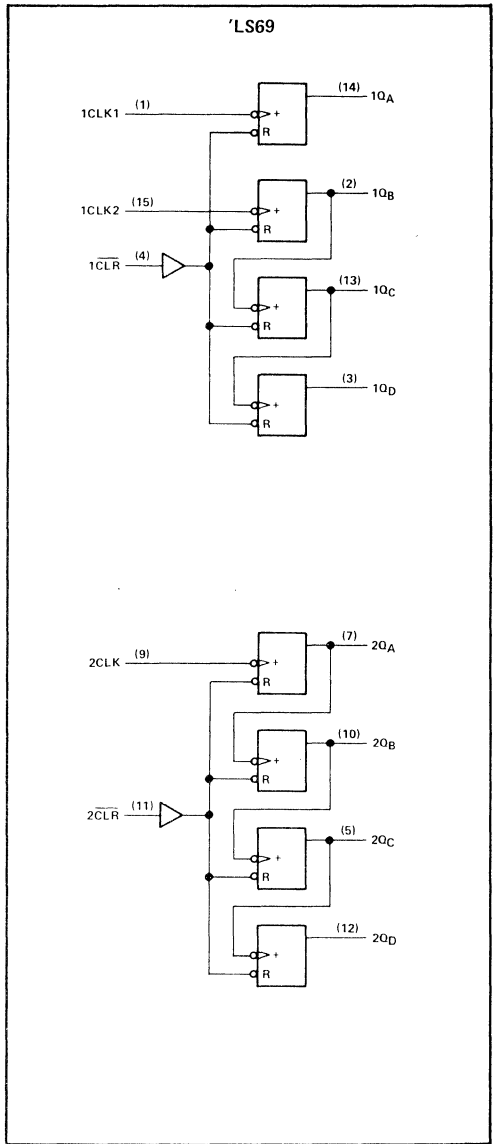 'LS69
(14) 1QA
1CLK1 (1) +
R
(2) 1QB
1CLK2 (15) +
R
1CLR (4)
(13) 1QC
+
R
(3) 1QD
+
R
(7) 2QA
2CLK (9) +
R
(10) 2QB
+
R
2CLR (11)
(5) 2QC
+
R
(12) 2QD
+
R